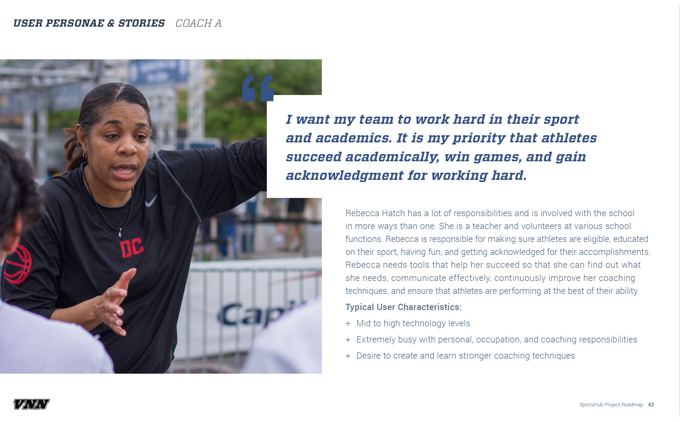 USER PERSONAE & STORIES COACH A
“
I want my team to work hard in their sport
and academics. It is my priority that athletes
succeed academically, win games, and gain
acknowledgment for working hard.
DC
Capi
Rebecca Hatch has a lot of responsibilities and is involved with the school
in more ways than one. She is a teacher and volunteers at various school
functions. Rebecca is responsible for making sure athletes are eligible, educated
on their sport, having fun, and getting acknowledged for their accomplishments.
Rebecca needs tools that help her succeed so that she can find out what
she needs, communicate effectively, continuously improve her coaching
techniques, and ensure that athletes are performing at the best of their ability.
Typical User Characteristics:
+ Mid to high technology levels
+ Extremely busy with personal, occupation, and coaching responsibilities
+ Desire to create and learn stronger coaching techniques
VNN
SportsHub Project Roadmap 62